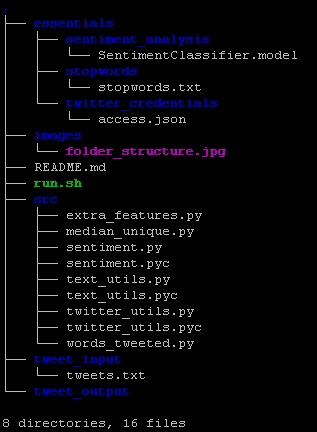 .
├── essentials
│   ├── sentiment_analysis
│   │   └── SentimentClassifier.model
│   ├── stopwords
│   │   └── stopwords.txt
│   └── twitter_credentials
│       └── access.json
├── images
│   └── folder_structure.jpg
├── README.md
├── run.sh
├── src
│   ├── extra_features.py
│   ├── median_unique.py
│   ├── sentiment.py
│   ├── sentiment.pyc
│   ├── text_utils.py
│   ├── text_utils.pyc
│   ├── twitter_utils.py
│   ├── twitter_utils.pyc
│   └── words_tweeted.py
├── tweet_input
│   └── tweets.txt
└── tweet_output

8 directories, 16 files